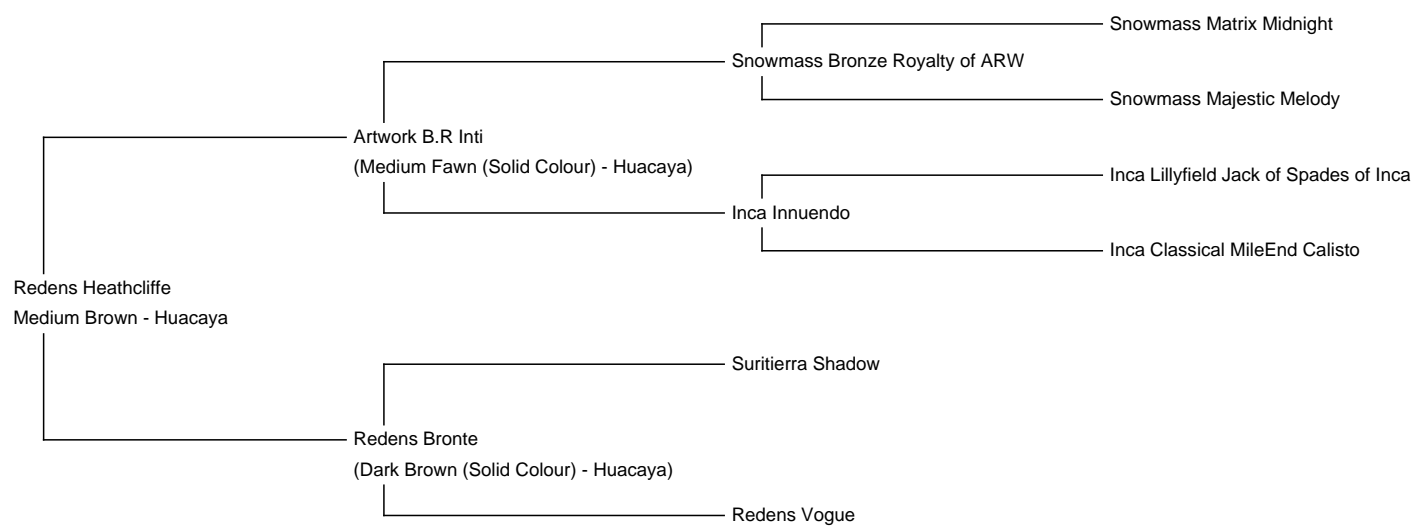 Snowmass Matrix Midnight
Snowmass Bronze Royalty of ARW
Snowmass Majestic Melody
Artwork B.R Inti
(Medium Fawn (Solid Colour) - Huacaya)
Inca Lillyfield Jack of Spades of Inca
Inca Innuendo
Inca Classical MileEnd Calisto
Redens Heathcliffe
Medium Brown - Huacaya
Suritierra Shadow
Redens Bronte
(Dark Brown (Solid Colour) - Huacaya)
Redens Vogue